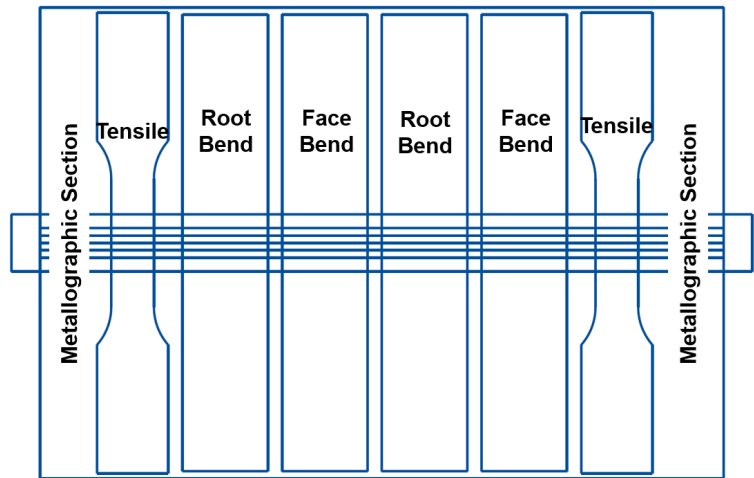 Metallographic Section
Tensile
Root
Bend
Face
Bend
Root
Bend
Face
Bend
Tensile
Metallographic Section